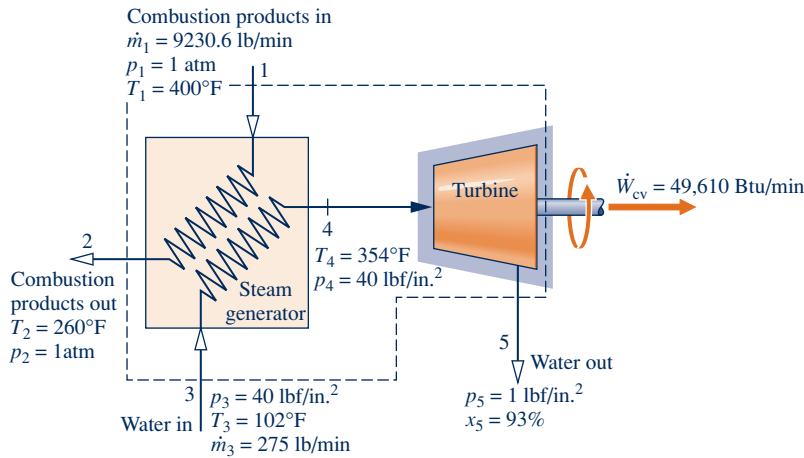 Combustion products in
ṁ₁ = 9230.6 lb/min
p₁ = 1 atm
T₁ = 400°F
1
Turbine
Ẇcv = 49,610 Btu/min
2
4
Combustion
products out
T₂ = 260°F
p₂ = 1atm
T₄ = 354°F
p₄ = 40 lbf/in.²
Steam
generator
5
Water out
3
Water in
p₃ = 40 lbf/in.²
T₃ = 102°F
ṁ₃ = 275 lb/min
p₅ = 1 lbf/in.²
x₅ = 93%